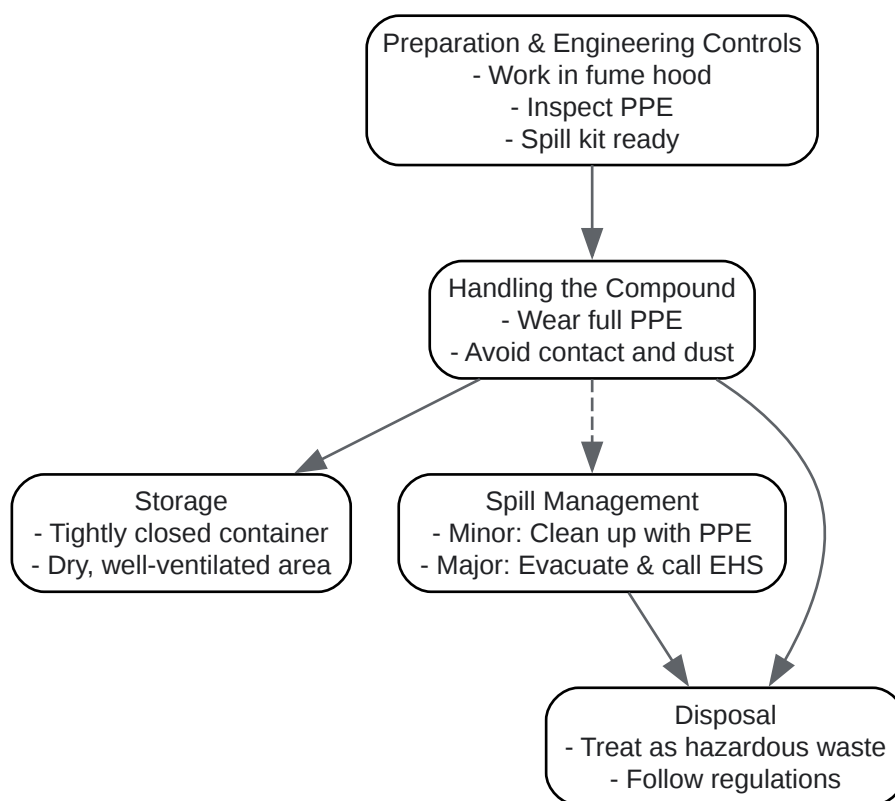 Preparation & Engineering Controls
- Work in fume hood
- Inspect PPE
- Spill kit ready
Handling the Compound
- Wear full PPE
- Avoid contact and dust
Storage
- Tightly closed container
- Dry, well-ventilated area
Spill Management
- Minor: Clean up with PPE
- Major: Evacuate & call EHS
Disposal
- Treat as hazardous waste
- Follow regulations